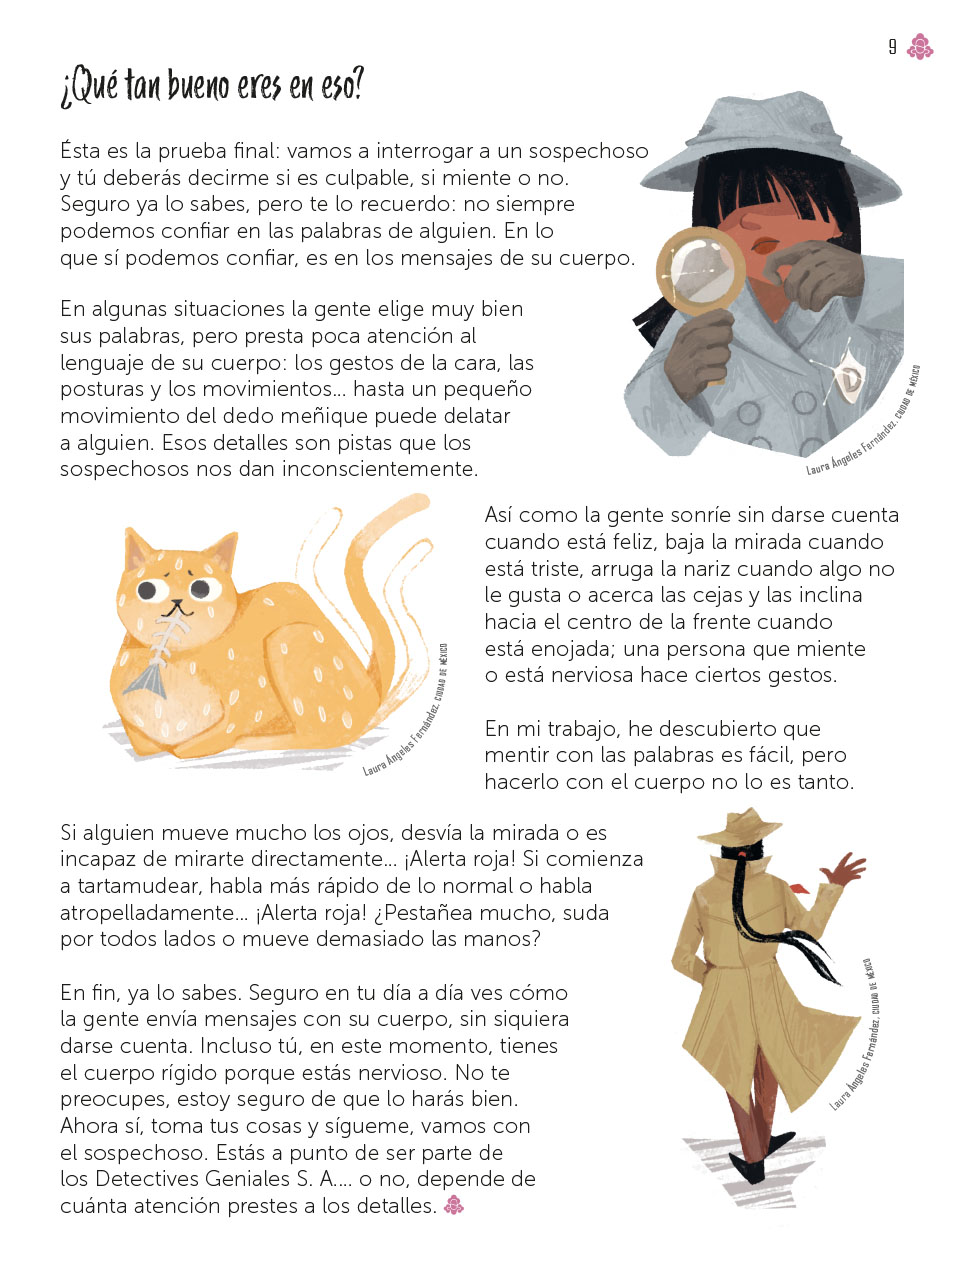 9
¿Qué tan bueno eres en eso?
Ésta es la prueba final: vamos a interrogar a un sospechoso
y tú deberás decirme si es culpable, si miente o no.
Seguro ya lo sabes, pero te lo recuerdo: no siempre
podemos confiar en las palabras de alguien. En lo
que sí podemos confiar, es en los mensajes de su cuerpo.
En algunas situaciones la gente elige muy bien
sus palabras, pero presta poca atención al
lenguaje de su cuerpo: los gestos de la cara, las
posturas y los movimientos... hasta un pequeño
movimiento del dedo meñique puede delatar
a alguien. Esos detalles son pistas que los
sospechosos nos dan inconscientemente.
D
Laura Ángeles Fernández. CIUDAD DE MÉXICO
Así como la gente sonríe sin darse cuenta
cuando está feliz, baja la mirada cuando
está triste, arruga la nariz cuando algo no
le gusta o acerca las cejas y las inclina
hacia el centro de la frente cuando
está enojada; una persona que miente
o está nerviosa hace ciertos gestos.
Laura Ángeles Fernández. CIUDAD DE MÉXICO
En mi trabajo, he descubierto que
mentir con las palabras es fácil, pero
hacerlo con el cuerpo no lo es tanto.
Si alguien mueve mucho los ojos, desvía la mirada o es
incapaz de mirarte directamente... ¡Alerta roja! Si comienza
a tartamudear, habla más rápido de lo normal o habla
atropelladamente... ¡Alerta roja! ¿Pestañea mucho, suda
por todos lados o mueve demasiado las manos?
En fin, ya lo sabes. Seguro en tu día a día ves cómo
la gente envía mensajes con su cuerpo, sin siquiera
darse cuenta. Incluso tú, en este momento, tienes
el cuerpo rígido porque estás nervioso. No te
preocupes, estoy seguro de que lo harás bien.
Ahora sí, toma tus cosas y sígueme, vamos con
el sospechoso. Estás a punto de ser parte de
los Detectives Geniales S. A.... o no, depende de
cuánta atención prestes a los detalles.
Laura Ángeles Fernández. CIUDAD DE MÉXICO